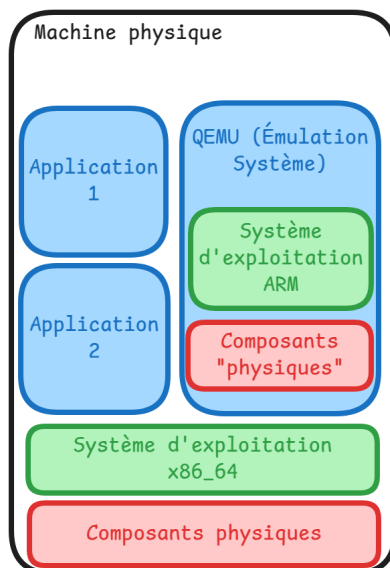 Machine physique
Application
1
QEMU (Émulation
Système)
Système
d'exploitation
ARM
Application
2
Composants
"physiques"
Système d'exploitation
x86_64
Composants physiques